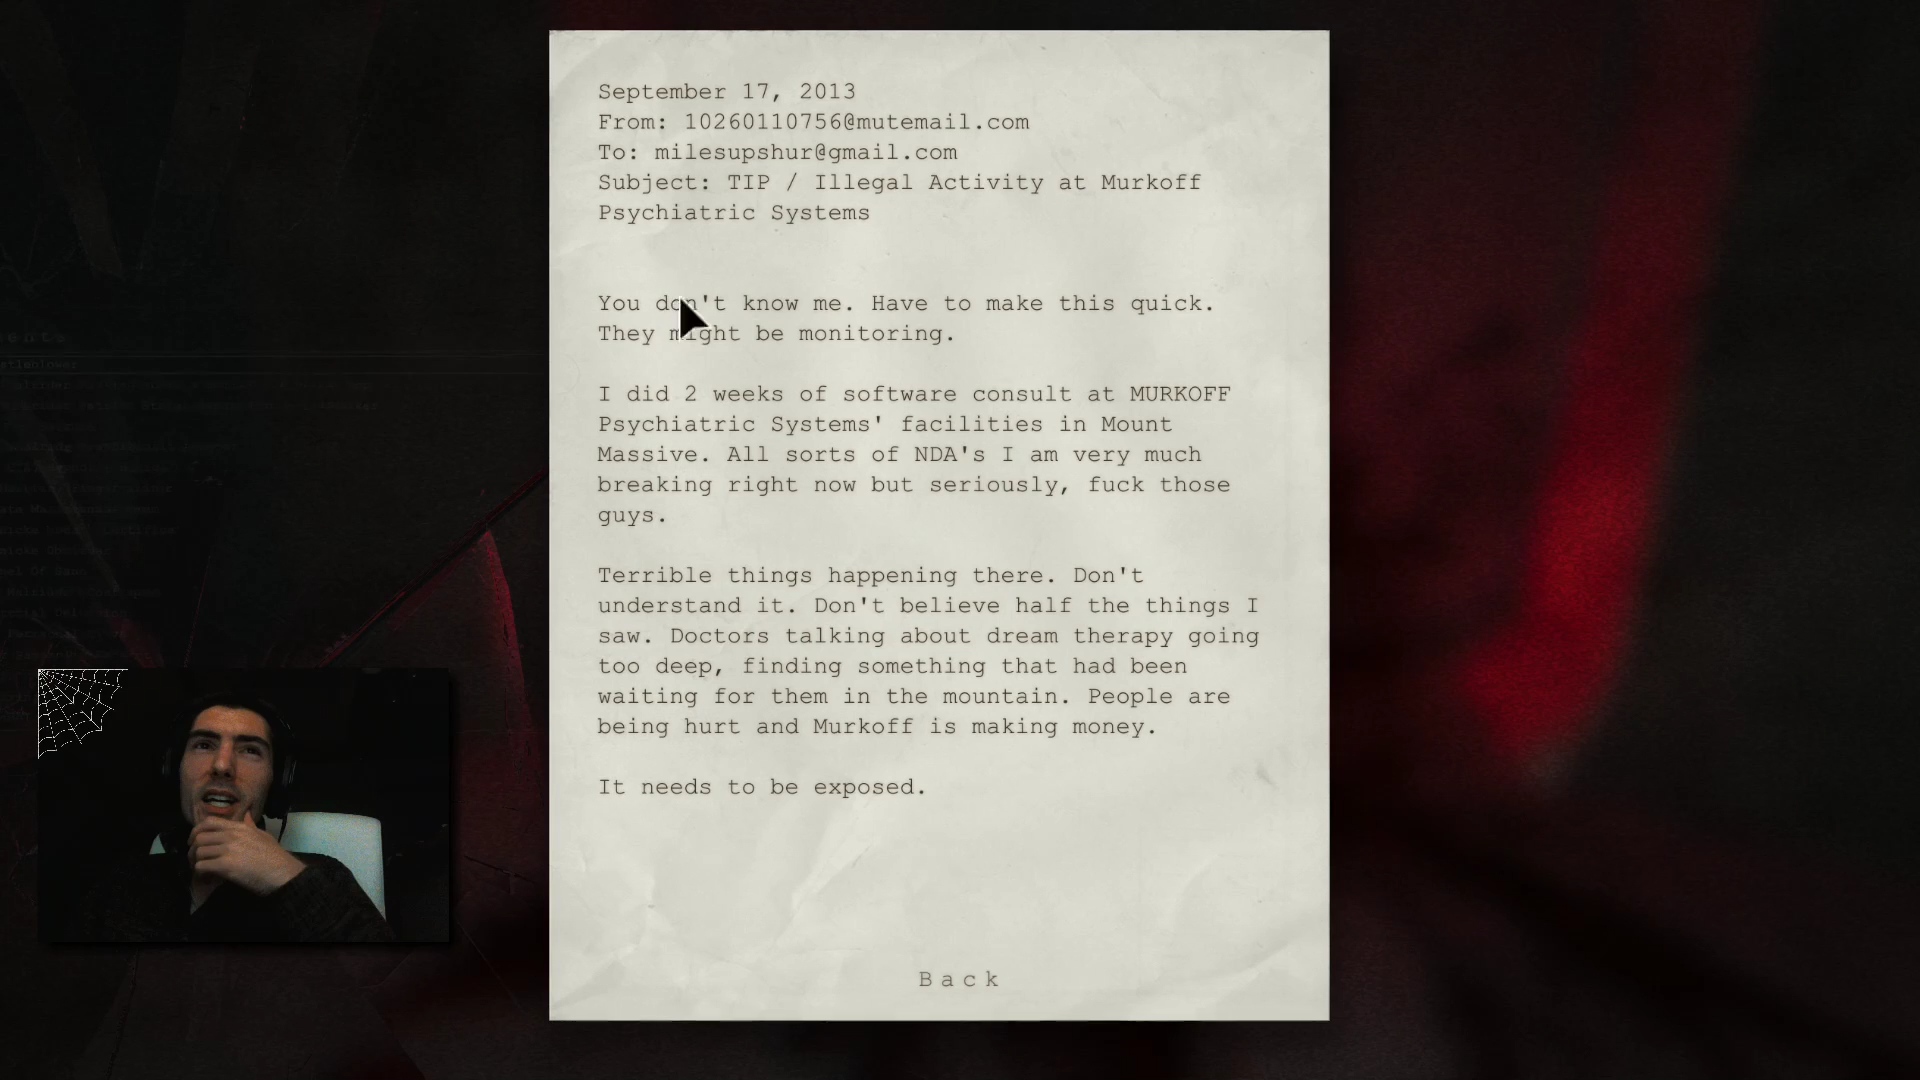 September 17, 2013
From: 10260110756@mutemail.com
To: milesupshur@gmail.com
Subject: TIP / Illegal Activity at Murkoff
Psychiatric Systems
You don't know me. Have to make this quick.
They might be monitoring.
I did 2 weeks of software consult at MURKOFF
Psychiatric Systems' facilities in Mount
Massive. All sorts of NDA's I am very much
breaking right now but seriously, fuck those
guys.
Terrible things happening there. Don't
understand it. Don't believe half the things I
saw. Doctors talking about dream therapy going
too deep, finding something that had been
waiting for them in the mountain. People are
being hurt and Murkoff is making money.
It needs to be exposed.
Back